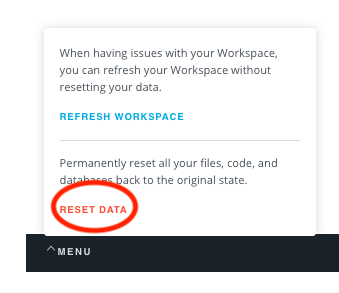 When having issues with your Workspace,
you can refresh your Workspace without
resetting your data.
REFRESH WORKSPACE
Permanently reset all your files, code, and
databases back to the original state.
RESET DATA
MENU